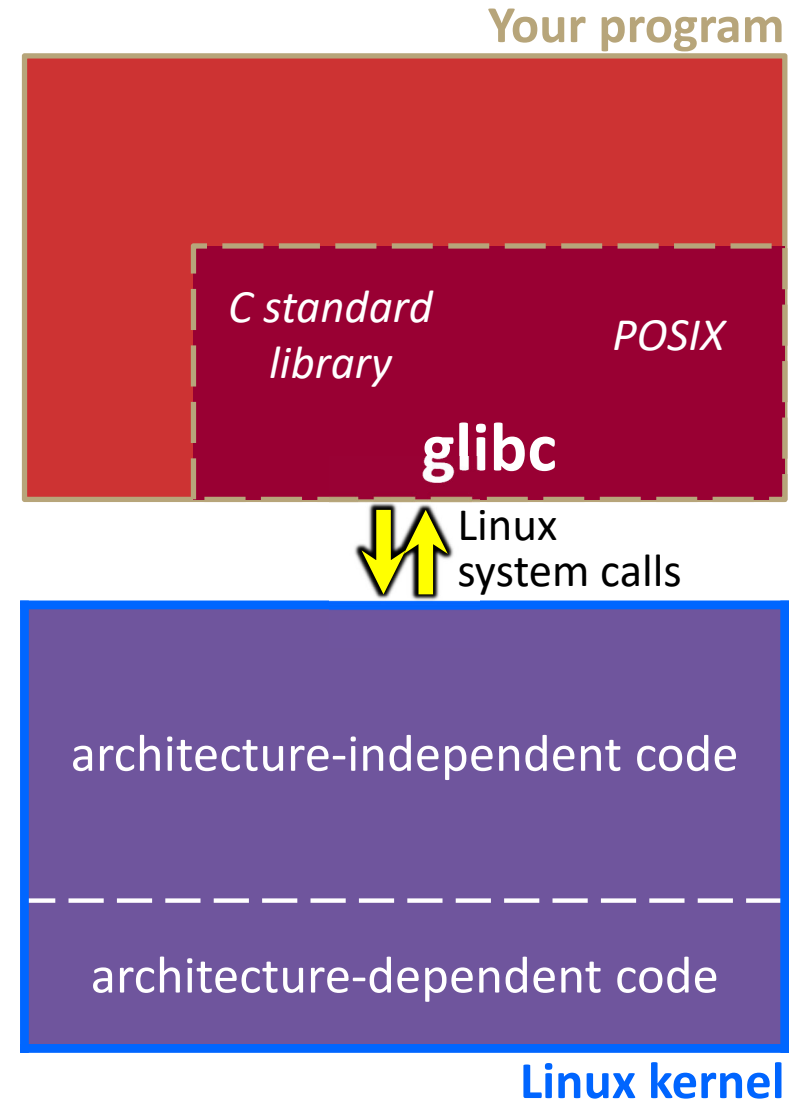 Your program
C standard
library
POSIX
glibc
Linux
system calls
architecture-independent code
architecture-dependent code
Linux kernel